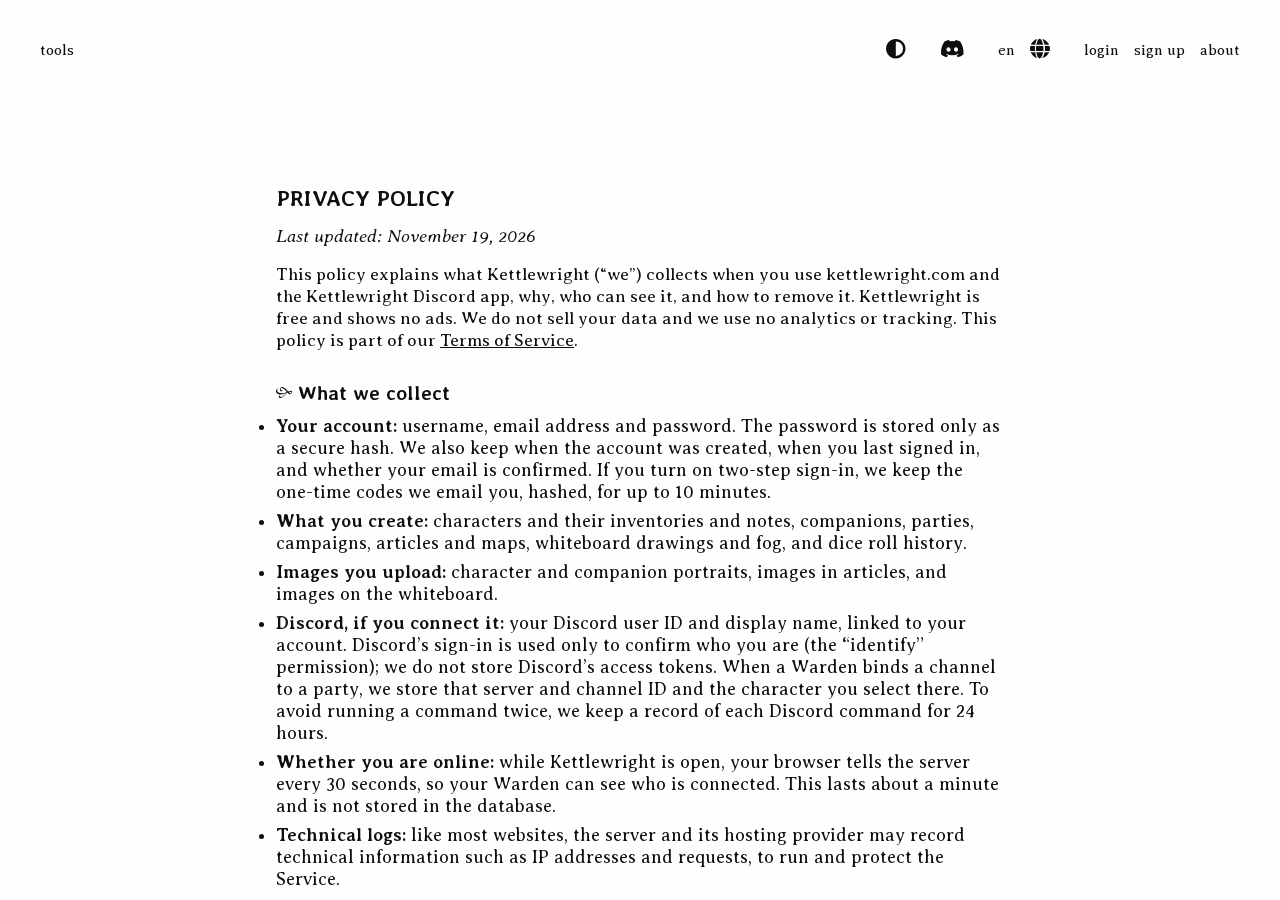 tools
en
login
sign up
about
PRIVACY POLICY
Last updated: November 19, 2026
This policy explains what Kettlewright (“we”) collects when you use kettlewright.com and
the Kettlewright Discord app, why, who can see it, and how to remove it. Kettlewright is
free and shows no ads. We do not sell your data and we use no analytics or tracking. This
policy is part of our Terms of Service.
What we collect
• Your account: username, email address and password. The password is stored only as
a secure hash. We also keep when the account was created, when you last signed in,
and whether your email is confirmed. If you turn on two-step sign-in, we keep the
one-time codes we email you, hashed, for up to 10 minutes.
• What you create: characters and their inventories and notes, companions, parties,
campaigns, articles and maps, whiteboard drawings and fog, and dice roll history.
• Images you upload: character and companion portraits, images in articles, and
images on the whiteboard.
• Discord, if you connect it: your Discord user ID and display name, linked to your
account. Discord’s sign-in is used only to confirm who you are (the “identify”
permission); we do not store Discord’s access tokens. When a Warden binds a channel
to a party, we store that server and channel ID and the character you select there. To
avoid running a command twice, we keep a record of each Discord command for 24
hours.
• Whether you are online: while Kettlewright is open, your browser tells the server
every 30 seconds, so your Warden can see who is connected. This lasts about a minute
and is not stored in the database.
• Technical logs: like most websites, the server and its hosting provider may record
technical information such as IP addresses and requests, to run and protect the
Service.